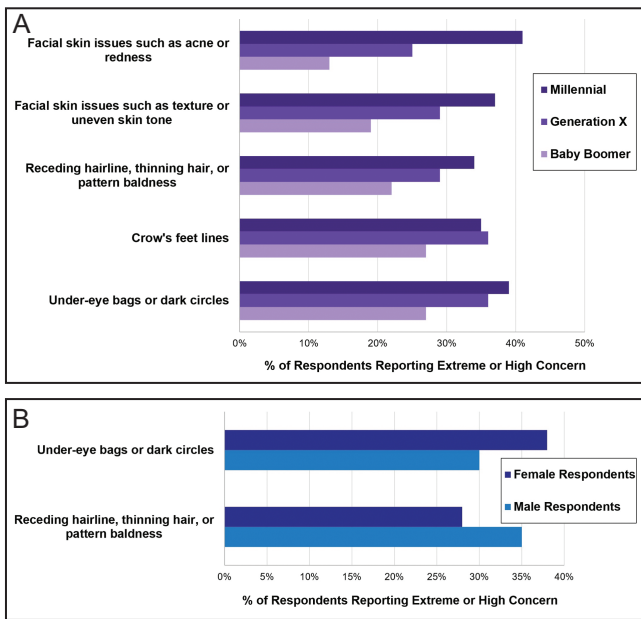 A
Facial skin issues such as acne or
redness
Facial skin issues such as texture or
uneven skin tone
Receding hairline, thinning hair, or
pattern baldness
Crow's feet lines
Under-eye bags or dark circles
Millennial
Generation X
Baby Boomer
0% 10% 20% 30% 40% 50%
% of Respondents Reporting Extreme or High Concern
B
Under-eye bags or dark circles
Receding hairline, thinning hair, or
pattern baldness
Female Respondents
Male Respondents
0% 5% 10% 15% 20% 25% 30% 35% 40%
% of Respondents Reporting Extreme or High Concern